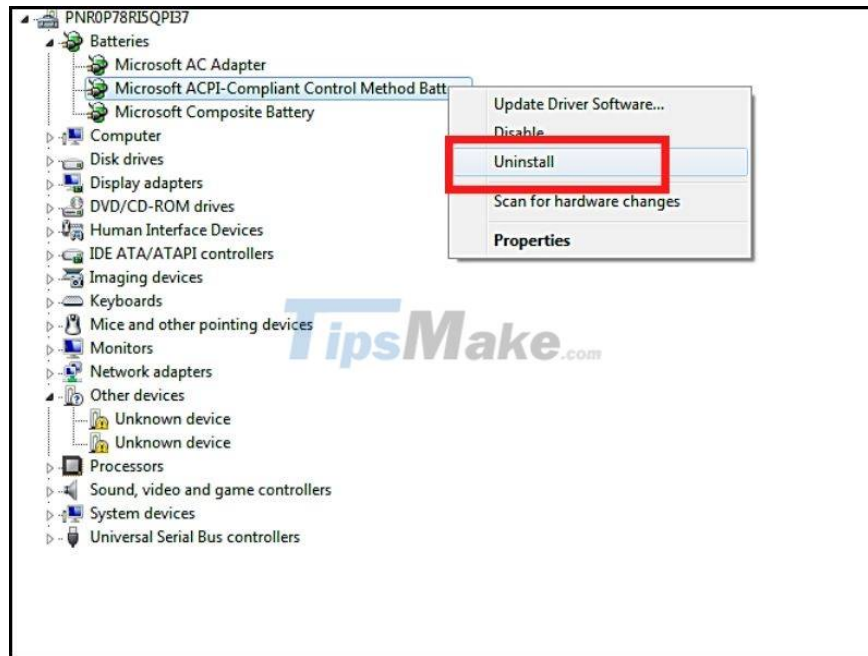 PNR0P78RI5QPI37
Batteries
Microsoft AC Adapter
Microsoft ACPI-Compliant Control Method Batt
Microsoft Composite Battery
Computer
Disk drives
Display adapters
DVD/CD-ROM drives
Human Interface Devices
IDE ATA/ATAPI controllers
Imaging devices
Keyboards
Mice and other pointing devices
Monitors
Network adapters
Other devices
Unknown device
Unknown device
Processors
Sound, video and game controllers
System devices
Universal Serial Bus controllers
Update Driver Software...
Disable
Uninstall
Scan for hardware changes
Properties
TipsMake.com